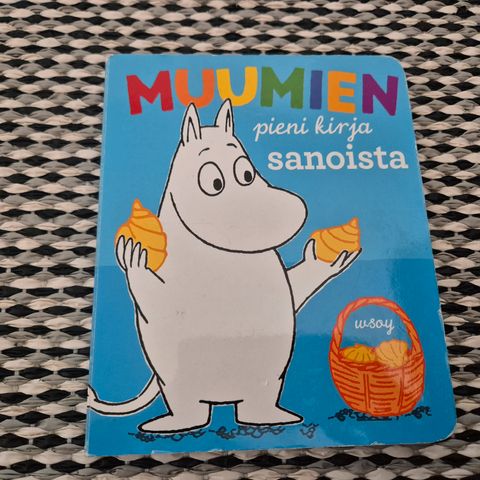 MUUMIEN
pieni kirja
sanoista
wsoy